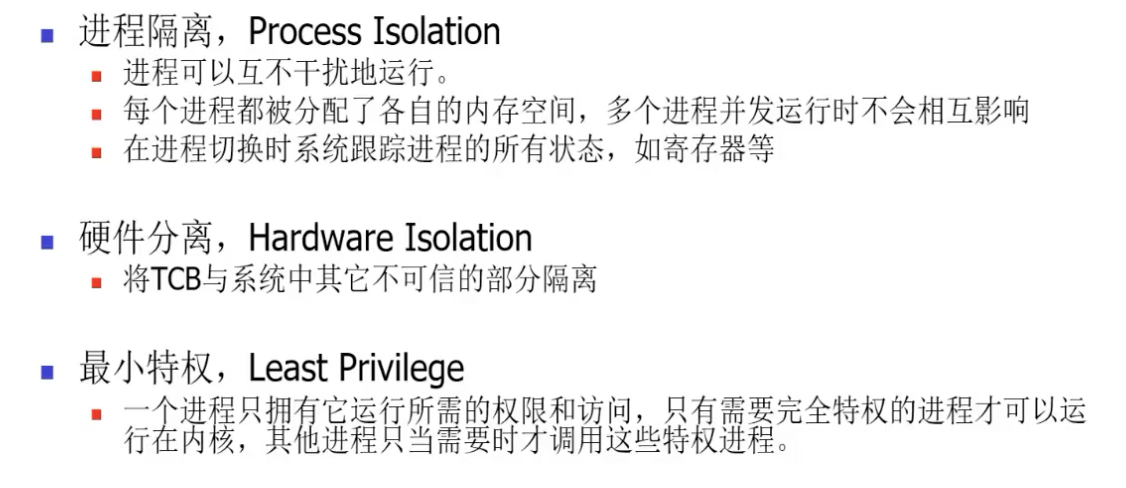 进程隔离，Process Isolation
进程可以互不干扰地运行。
每个进程都被分配了各自的内存空间，多个进程并发运行时不会相互影响
在进程切换时系统跟踪进程的所有状态，如寄存器等
硬件分离，Hardware Isolation
将TCB与系统中其它不可信的部分隔离
最小特权，Least Privilege
一个进程只拥有它运行所需的权限和访问，只有需要完全特权的进程才可以运
行在内核，其他进程只当需要时才调用这些特权进程。